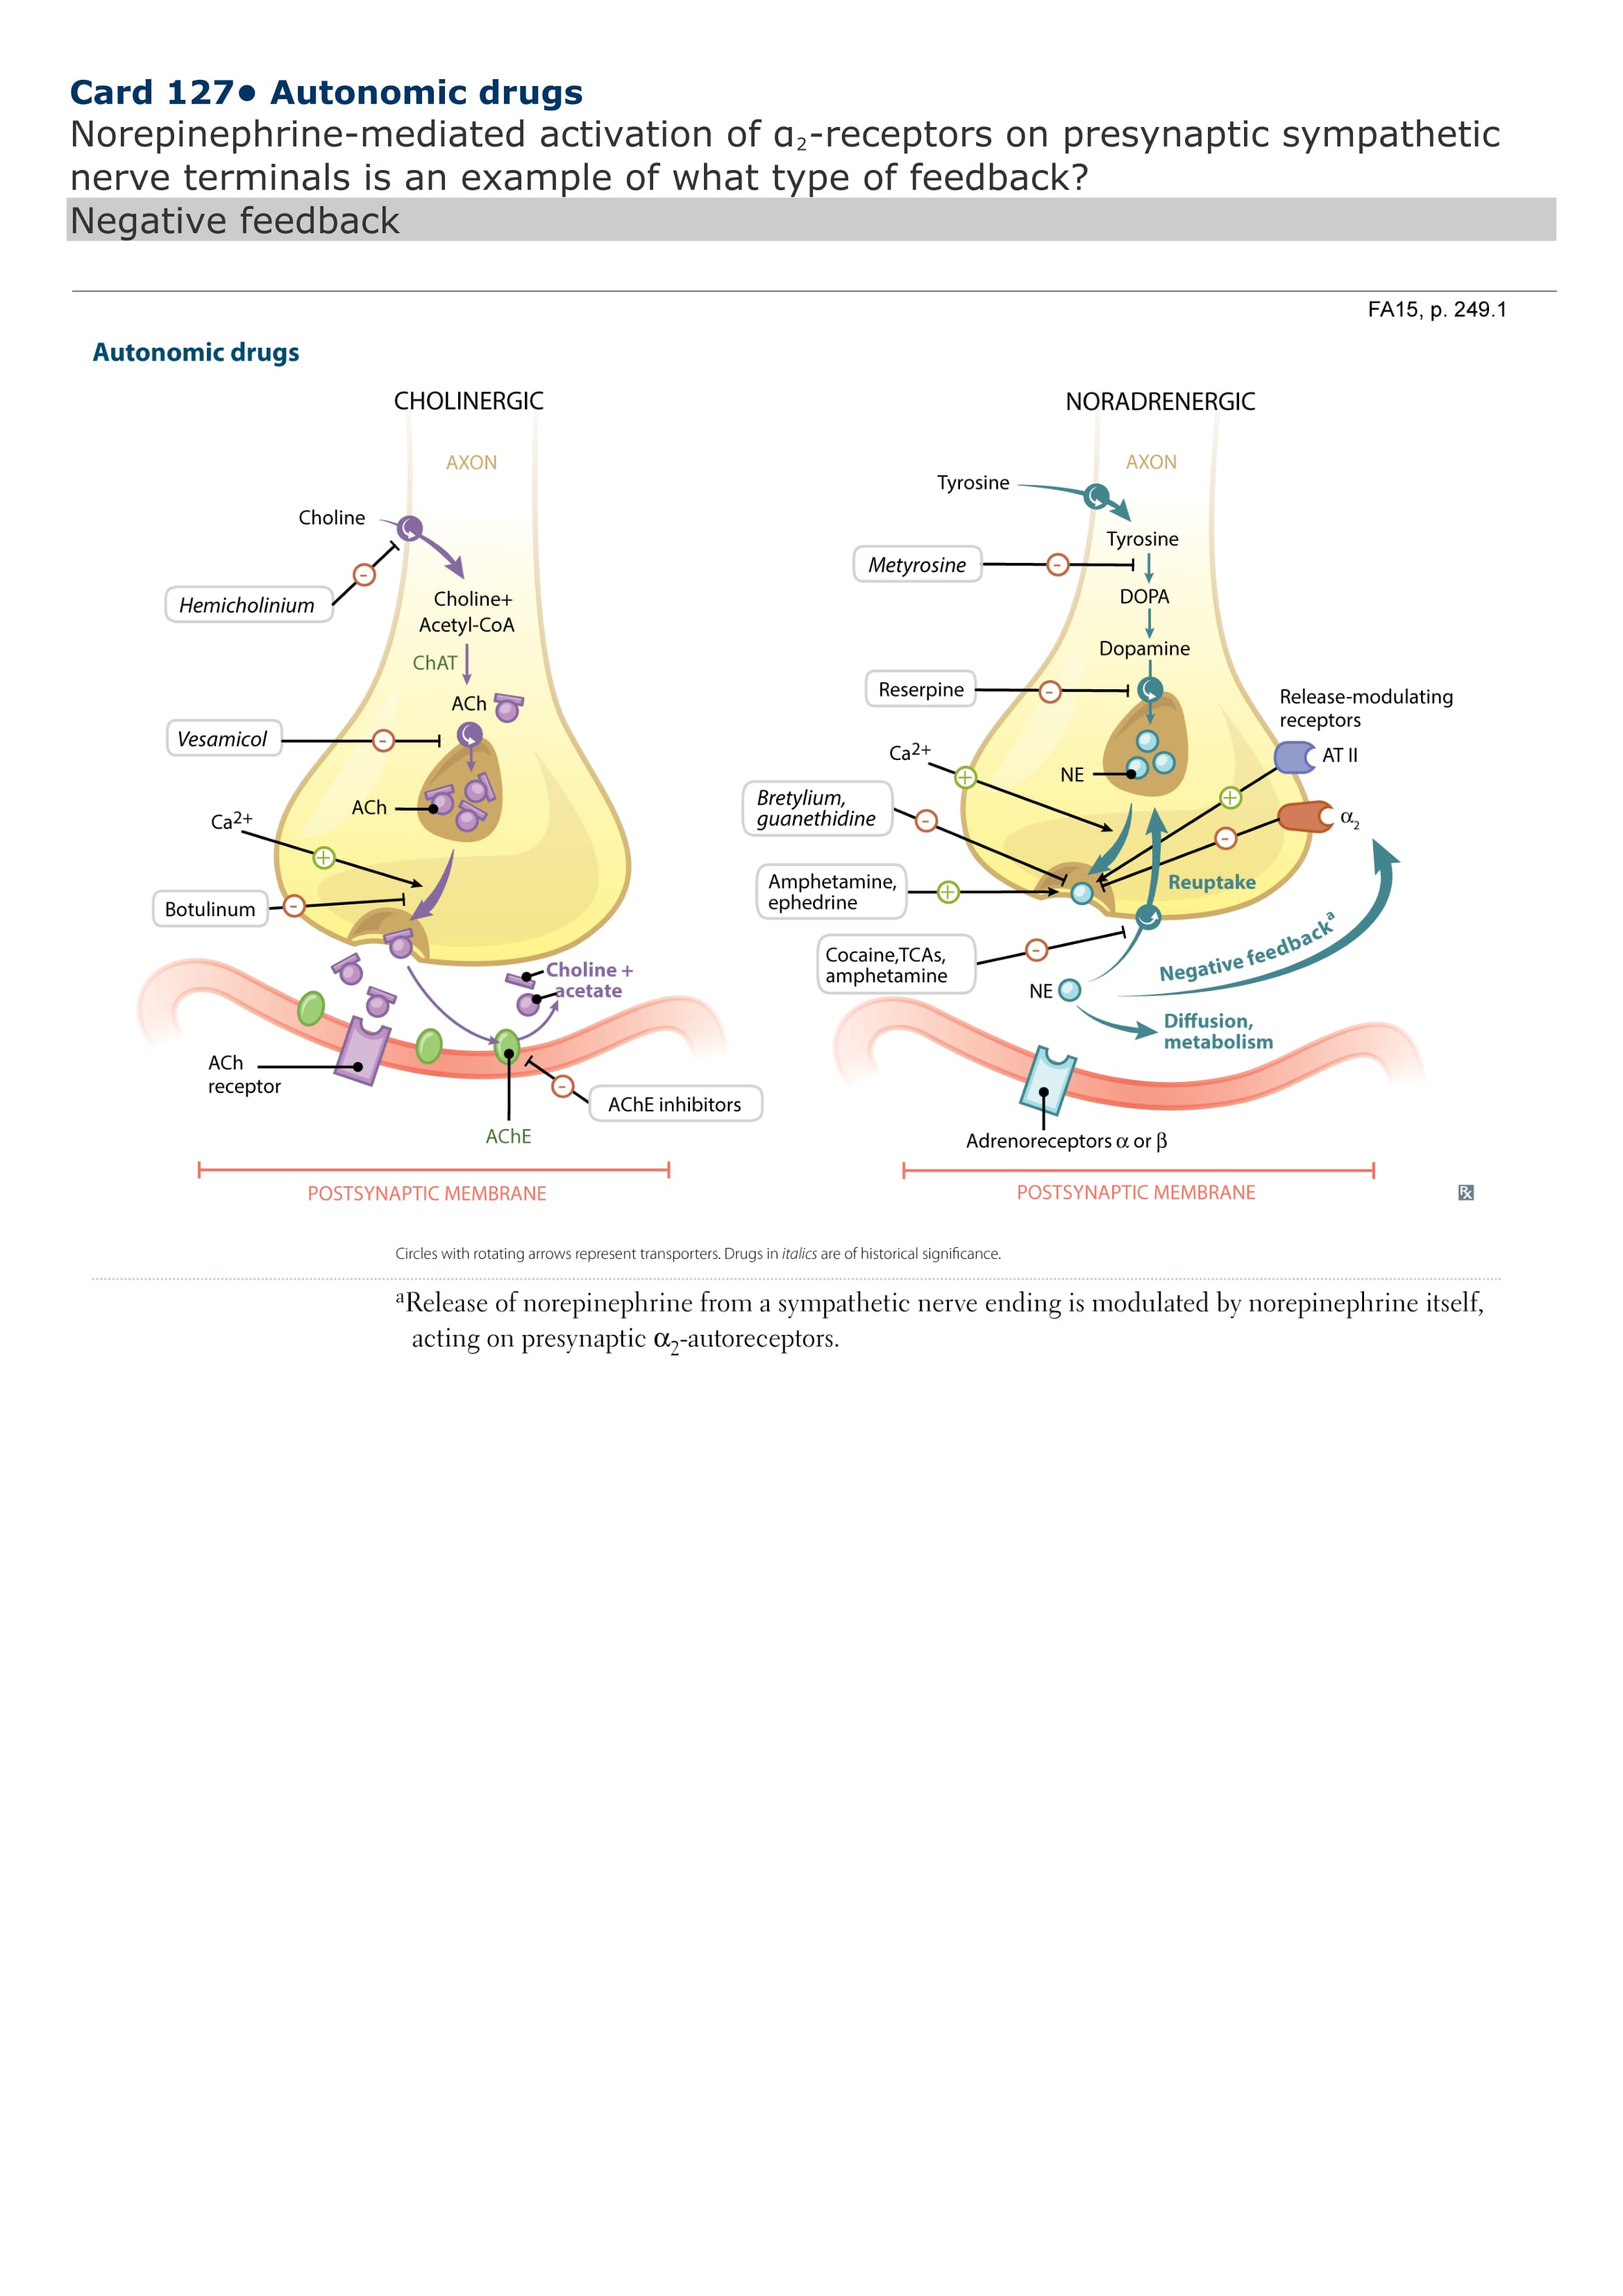 Card 127• Autonomic drugs
Norepinephrine-mediated activation of α₂-receptors on presynaptic sympathetic
nerve terminals is an example of what type of feedback?
Negative feedback
FA15, p. 249.1
Autonomic drugs
CHOLINERGIC
AXON
Choline
Hemicholinium
Choline+
Acetyl-CoA
ChAT
ACh
Vesamicol
ACh
Ca2+
Botulinum
Choline +
acetate
ACh
receptor
AChE inhibitors
AChE
POSTSYNAPTIC MEMBRANE
NORADRENERGIC
AXON
Tyrosine
Tyrosine
Metyrosine
DOPA
Dopamine
Reserpine
Release-modulating
receptors
AT II
Ca2+
NE
Bretylium,
guanethidine
α₂
Amphetamine,
ephedrine
Reuptake
Cocaine,TCAs,
amphetamine
Negative feedbackᵃ
NE
Diffusion,
metabolism
Adrenoreceptors α or β
POSTSYNAPTIC MEMBRANE
Rx
Circles with rotating arrows represent transporters. Drugs in italics are of historical significance.
ᵃRelease of norepinephrine from a sympathetic nerve ending is modulated by norepinephrine itself,
acting on presynaptic α₂-autoreceptors.